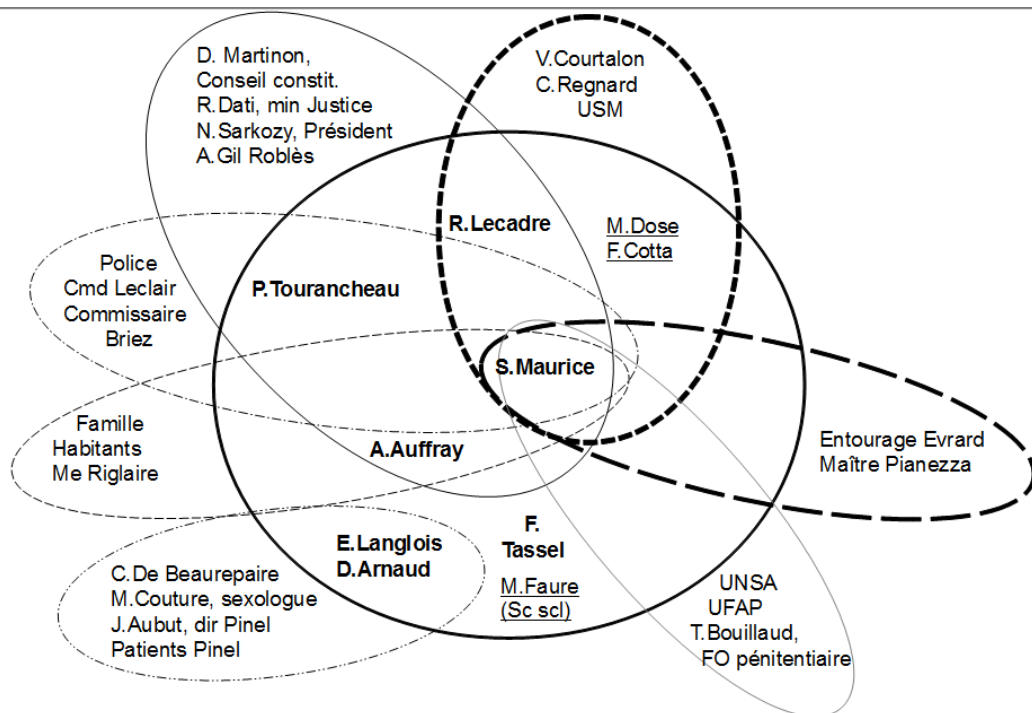 D. Martinon,
Conseil constit.
R.Dati, min Justice
N.Sarkozy, Président
A.Gil Roblès
V.Courtalon
C.Regnard
USM
R.Lecadre
M.Dose
F.Cotta
Police
Cmd Leclair
Commissaire
Briez
P.Tourancheau
S.Maurice
Famille
Habitants
Me Riglaire
A.Auffray
Entourage Evrard
Maître Pianezza
E.Langlois
D.Arnaud
F.
Tassel
M.Faure
(Sc scl)
C.De Beaurepaire
M.Couture, sexologue
J.Aubut, dir Pinel
Patients Pinel
UNSA
UFAP
T.Bouillaud,
FO pénitentiaire